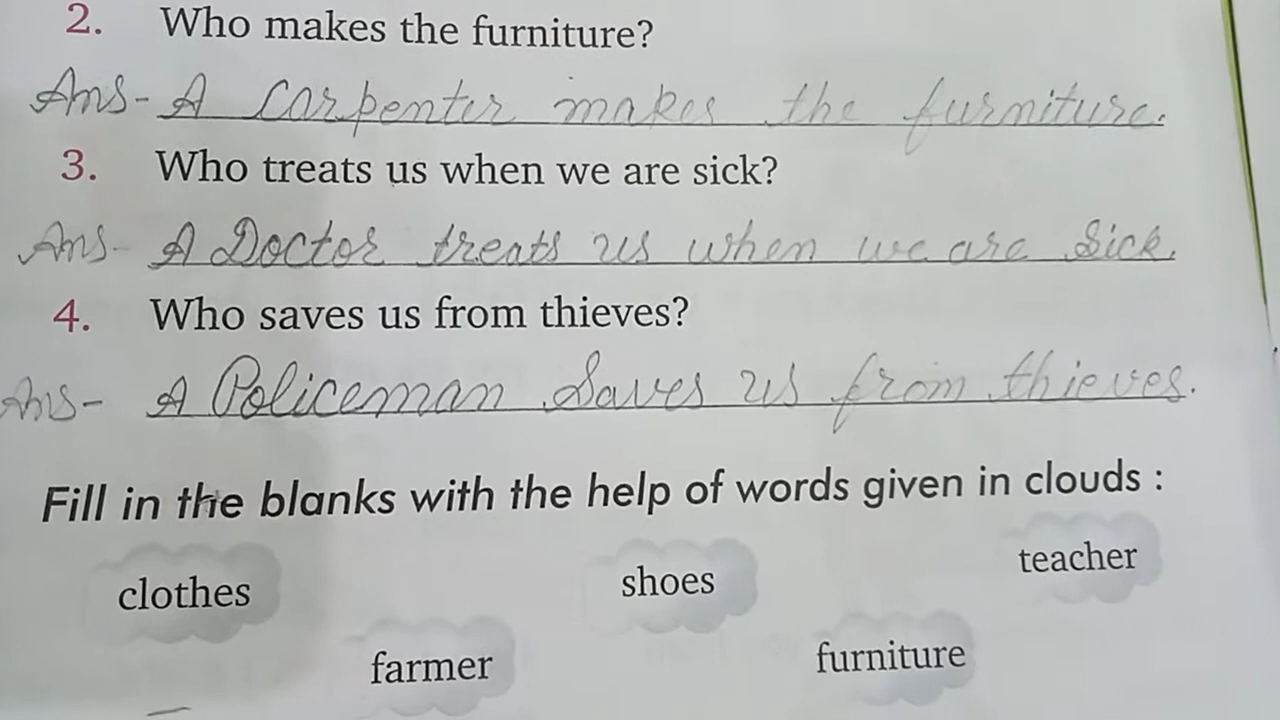 2. Who makes the furniture?
Ans- A Carpenter makes the furniture.
3. Who treats us when we are sick?
Ans- A Doctor treats us when we are Sick.
4. Who saves us from thieves?
Ans- A Policeman Saves us from thieves.
Fill in the blanks with the help of words given in clouds :
clothes shoes teacher
farmer furniture